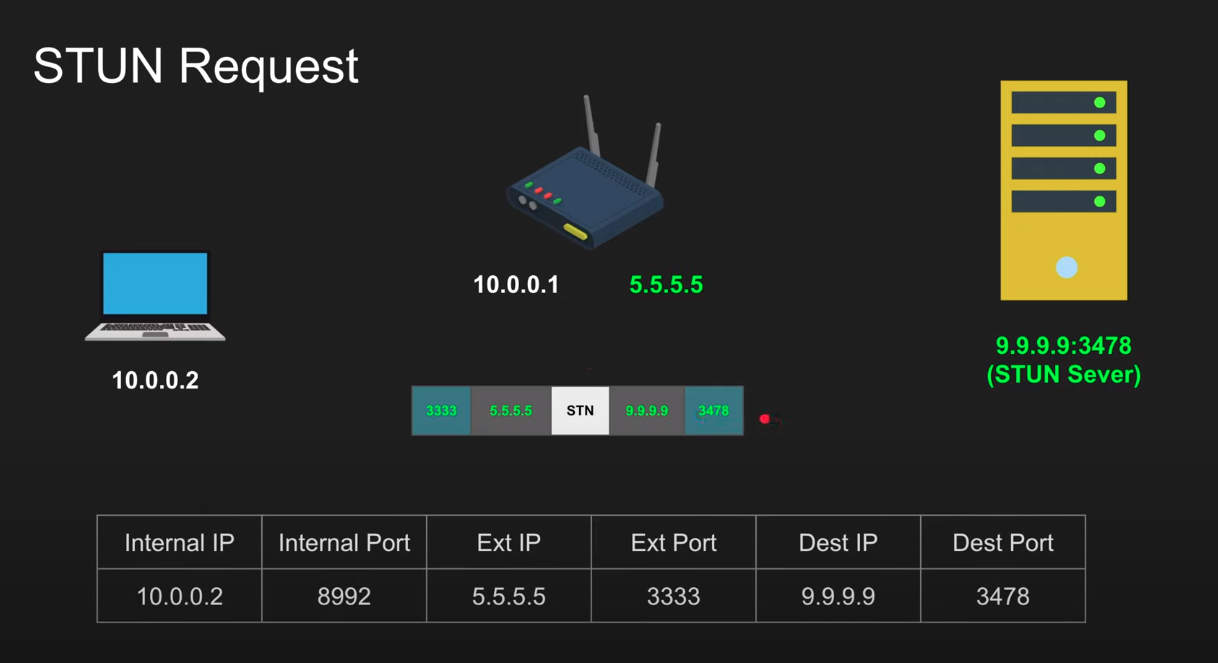 STUN Request
10.0.0.1 5.5.5.5
10.0.0.2
9.9.9.9:3478
(STUN Sever)
3333 5.5.5.5 STN 9.9.9.9 3478
Internal IP Internal Port Ext IP Ext Port Dest IP Dest Port
10.0.0.2 8992 5.5.5.5 3333 9.9.9.9 3478